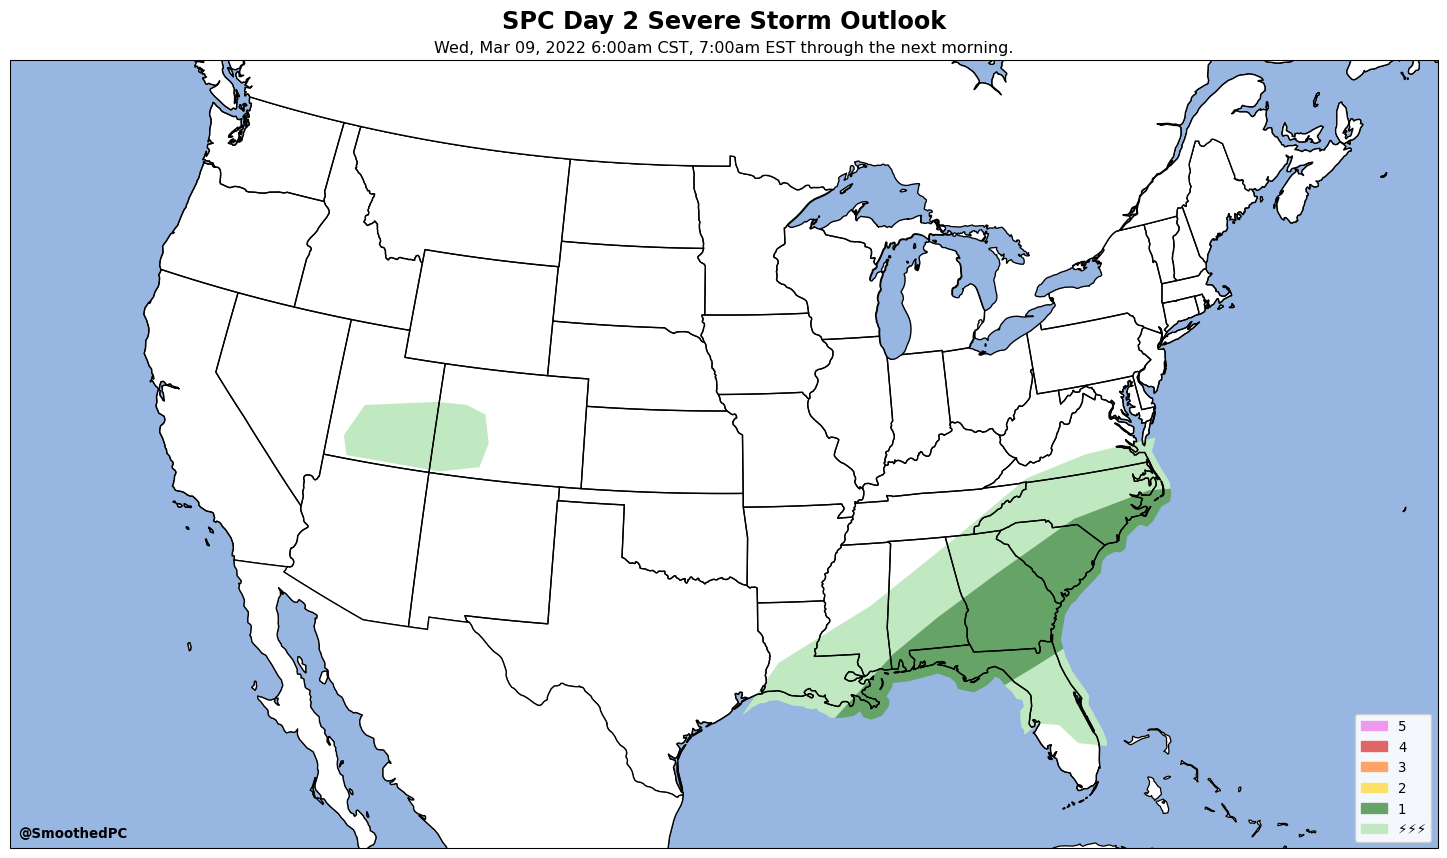 SPC Day 2 Severe Storm Outlook
Wed, Mar 09, 2022 6:00am CST, 7:00am EST through the next morning.
5
4
3
2
1
⚡⚡⚡
@SmoothedPC